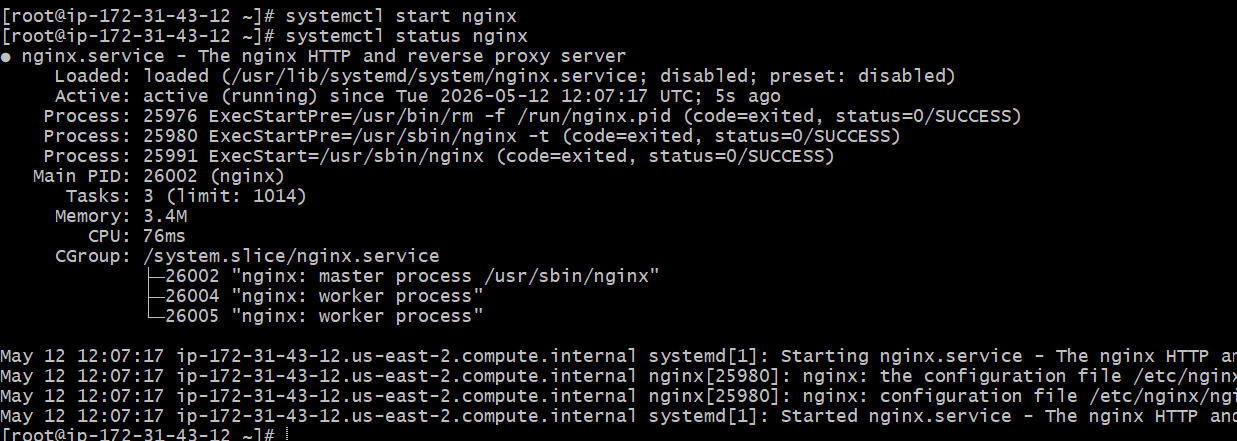 [root@ip-172-31-43-12 ~]# systemctl start nginx
[root@ip-172-31-43-12 ~]# systemctl status nginx
● nginx.service - The nginx HTTP and reverse proxy server
     Loaded: loaded (/usr/lib/systemd/system/nginx.service; disabled; preset: disabled)
     Active: active (running) since Tue 2026-05-12 12:07:17 UTC; 5s ago
    Process: 25976 ExecStartPre=/usr/bin/rm -f /run/nginx.pid (code=exited, status=0/SUCCESS)
    Process: 25980 ExecStartPre=/usr/sbin/nginx -t (code=exited, status=0/SUCCESS)
    Process: 25991 ExecStart=/usr/sbin/nginx (code=exited, status=0/SUCCESS)
   Main PID: 26002 (nginx)
      Tasks: 3 (limit: 1014)
     Memory: 3.4M
        CPU: 76ms
     CGroup: /system.slice/nginx.service
             ├─26002 "nginx: master process /usr/sbin/nginx"
             ├─26004 "nginx: worker process"
             └─26005 "nginx: worker process"
May 12 12:07:17 ip-172-31-43-12.us-east-2.compute.internal systemd[1]: Starting nginx.service - The nginx HTTP an
May 12 12:07:17 ip-172-31-43-12.us-east-2.compute.internal nginx[25980]: nginx: the configuration file /etc/nginx
May 12 12:07:17 ip-172-31-43-12.us-east-2.compute.internal nginx[25980]: nginx: configuration file /etc/nginx/ngi
May 12 12:07:17 ip-172-31-43-12.us-east-2.compute.internal systemd[1]: Started nginx.service - The nginx HTTP and
[root@ip-172-31-43-12 ~]#